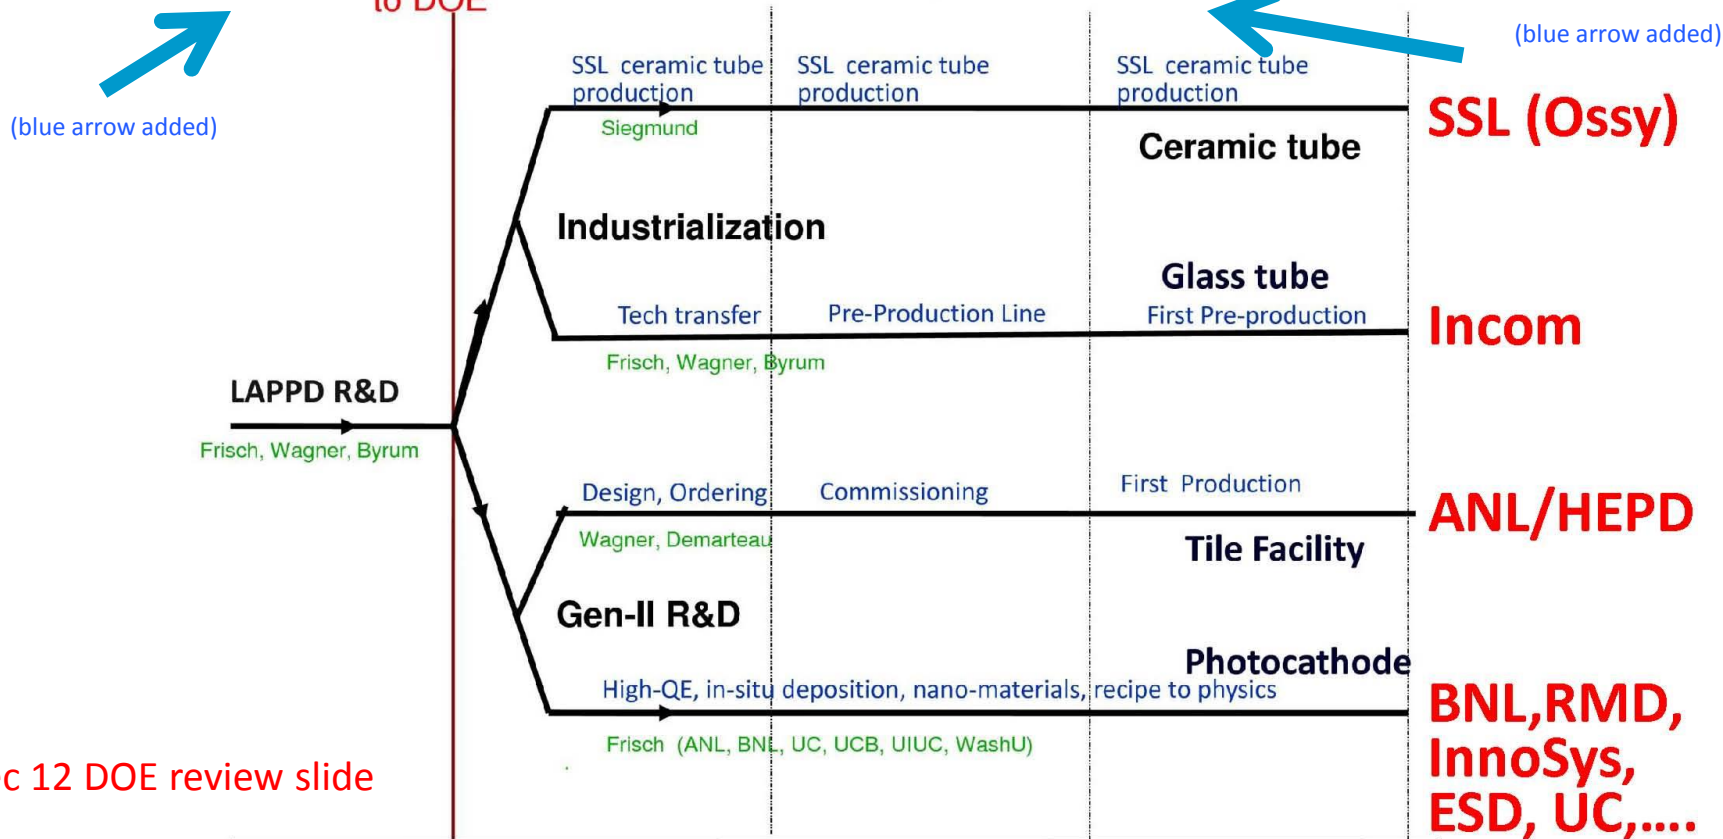 to DOE
(blue arrow added)
(blue arrow added)
SSL ceramic tube production
SSL ceramic tube production
SSL ceramic tube production
Siegmund
Ceramic tube
SSL (Ossy)
Industrialization
Glass tube
Tech transfer
Pre-Production Line
First Pre-production
Incom
Frisch, Wagner, Byrum
LAPPD R&D
Frisch, Wagner, Byrum
Design, Ordering
Commissioning
First Production
ANL/HEPD
Wagner, Demarteau
Tile Facility
Gen-II R&D
Photocathode
High-QE, in-situ deposition, nano-materials, recipe to physics
Frisch (ANL, BNL, UC, UCB, UIUC, WashU)
BNL,RMD,
InnoSys,
ESD, UC,....
c 12 DOE review slide